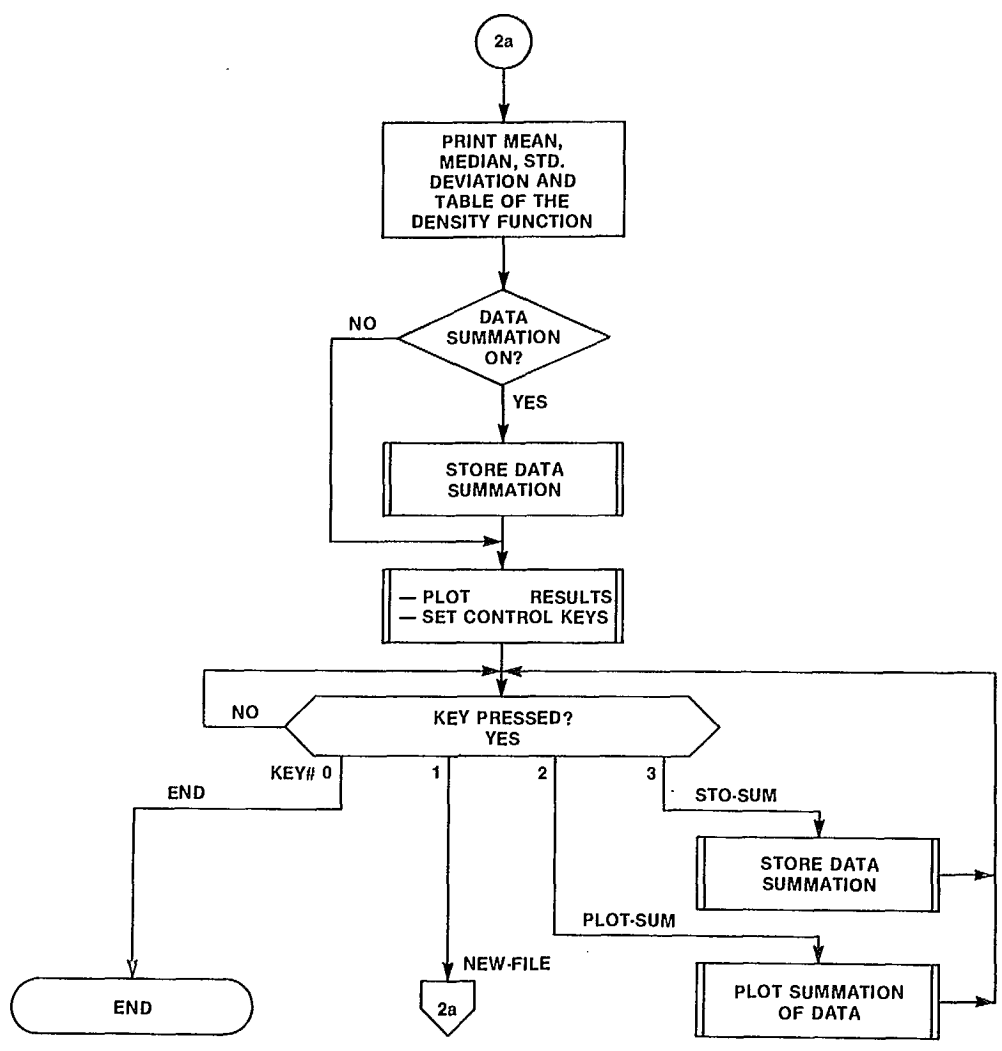 2a
PRINT MEAN,
MEDIAN, STD.
DEVIATION AND
TABLE OF THE
DENSITY FUNCTION
DATA
SUMMATION
ON?
NO
YES
STORE DATA
SUMMATION
— PLOT RESULTS
— SET CONTROL KEYS
NO
KEY PRESSED?
YES
KEY# 0 1 2 3
END
STO-SUM
STORE DATA
SUMMATION
PLOT-SUM
NEW-FILE
PLOT SUMMATION
OF DATA
END
2a